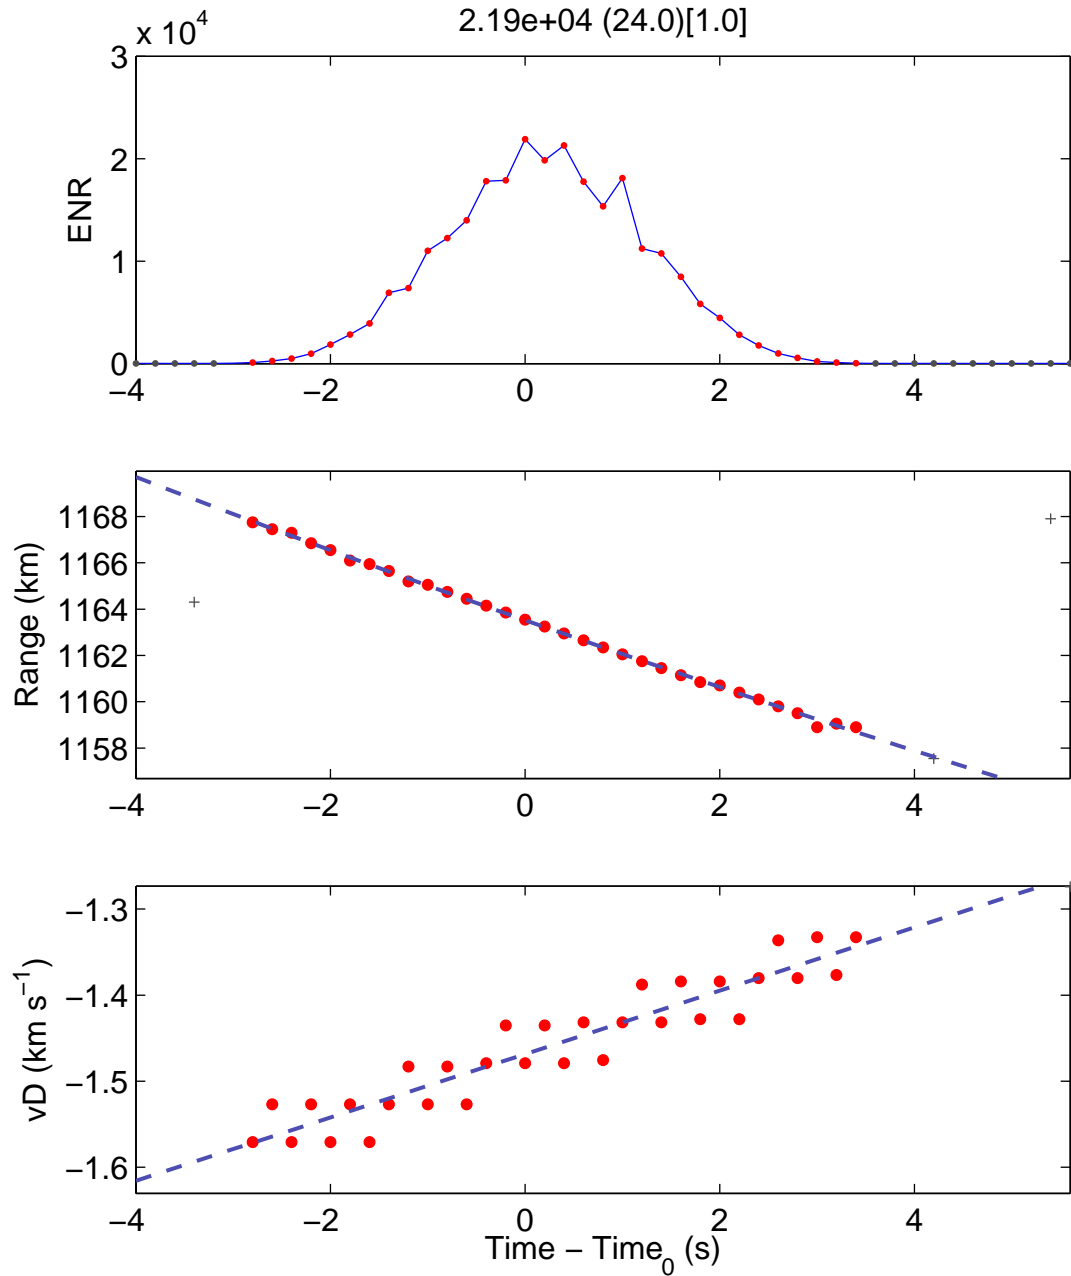 2.19e+04 (24.0)[1.0]
x 10^4
3
2
1
0
ENR
−4 −2 0 2 4
1168
1166
1164
1162
1160
1158
Range (km)
−4 −2 0 2 4
−1.3
−1.4
−1.5
−1.6
vD (km s^−1)
−4 −2 0 2 4
Time − Time_0 (s)